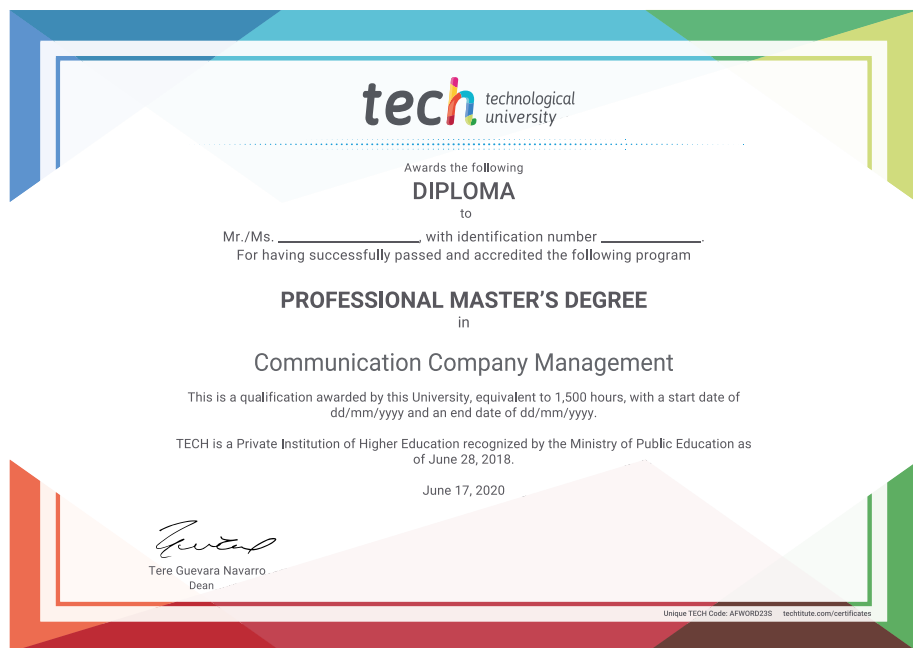 tech technological
university
Awards the following
DIPLOMA
to
Mr./Ms. ____________, with identification number ____________.
For having successfully passed and accredited the following program
PROFESSIONAL MASTER'S DEGREE
in
Communication Company Management
This is a qualification awarded by this University, equivalent to 1,500 hours, with a start date of
dd/mm/yyyy and an end date of dd/mm/yyyy.
TECH is a Private Institution of Higher Education recognized by the Ministry of Public Education as
of June 28, 2018.
June 17, 2020
Tere Guevara Navarro
Dean
Unique TECH Code: AFWORD23S techtitute.com/certificates